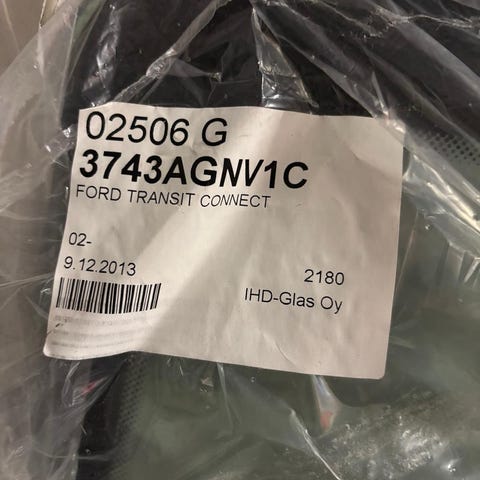 02506 G
3743AGNV1C
FORD TRANSIT CONNECT
02-
9.12.2013
2180
IHD-Glas Oy